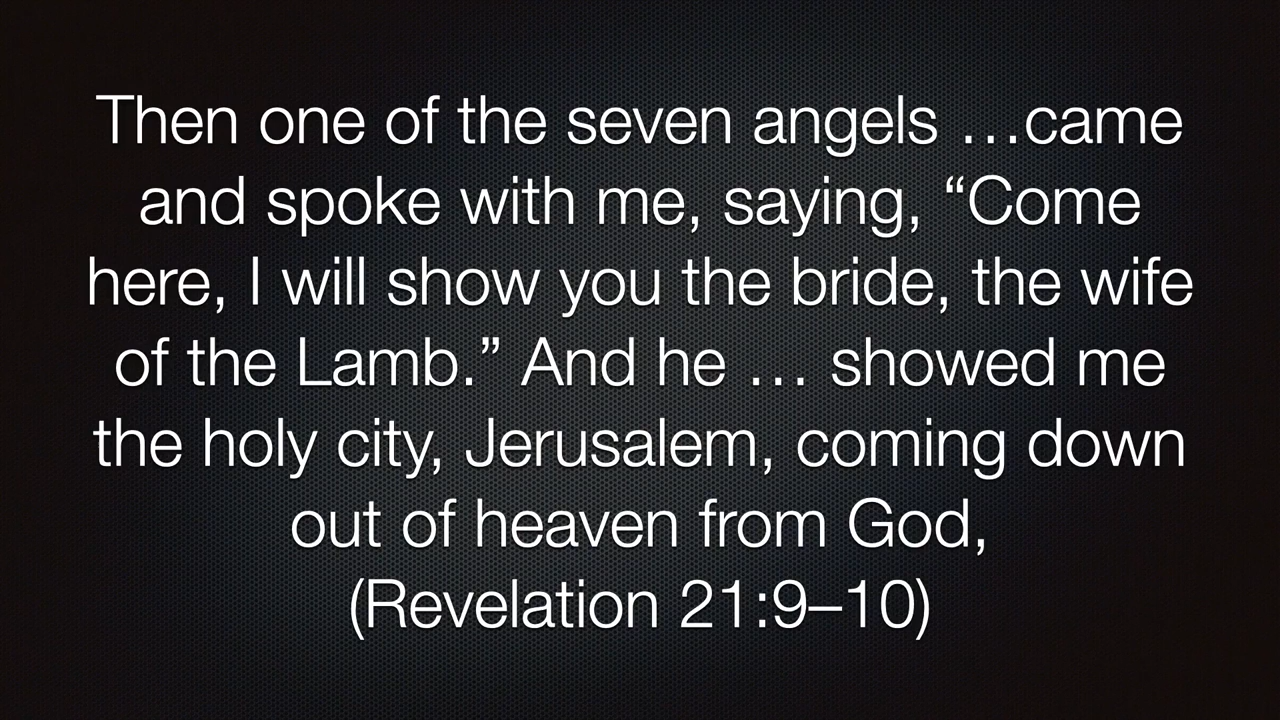 Then one of the seven angels …came
and spoke with me, saying, “Come
here, I will show you the bride, the wife
of the Lamb.” And he … showed me
the holy city, Jerusalem, coming down
out of heaven from God,
(Revelation 21:9–10)